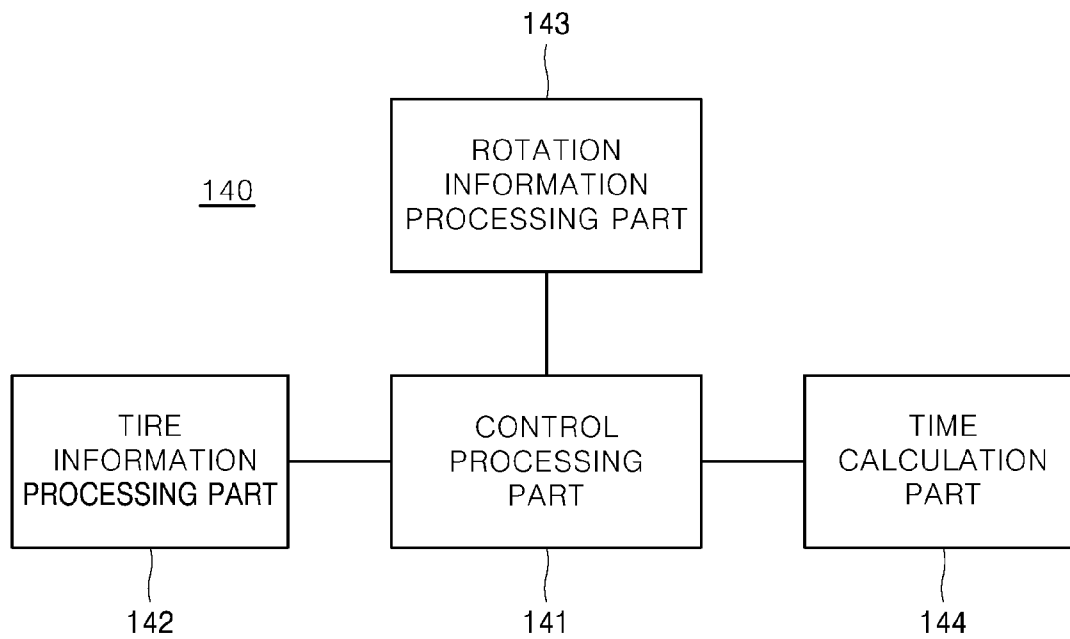 143
ROTATION
INFORMATION
PROCESSING PART
140
TIRE
INFORMATION
PROCESSING PART
CONTROL
PROCESSING
PART
TIME
CALCULATION
PART
142
141
144